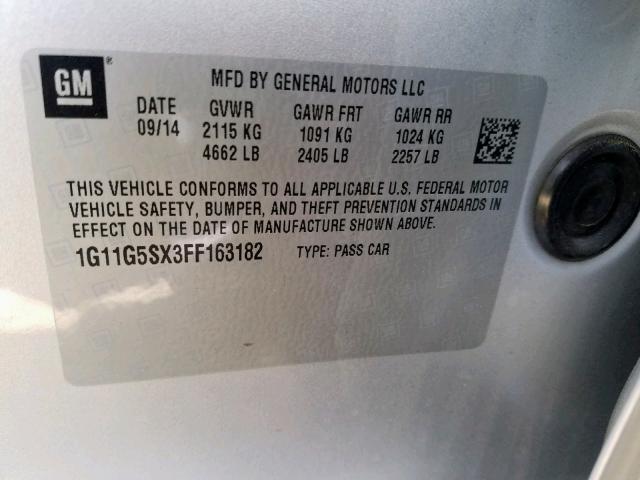 GM ®
MFD BY GENERAL MOTORS LLC
DATE GVWR GAWR FRT GAWR RR
09/14 2115 KG 1091 KG 1024 KG
4662 LB 2405 LB 2257 LB
THIS VEHICLE CONFORMS TO ALL APPLICABLE U.S. FEDERAL MOTOR
VEHICLE SAFETY, BUMPER, AND THEFT PREVENTION STANDARDS IN
EFFECT ON THE DATE OF MANUFACTURE SHOWN ABOVE.
1G11G5SX3FF163182 TYPE: PASS CAR